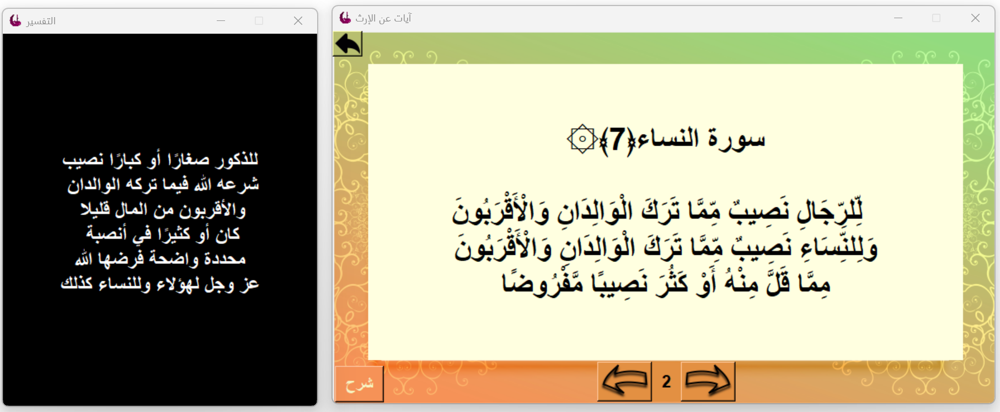 التفسير
للذكور صغارًا أو كبارًا نصيب
شرعه الله فيما تركه الوالدان
والأقربون من المال قليلا
كان أو كثيرًا في أنصبة
محددة واضحة فرضها الله
عز وجل لهؤلاء وللنساء كذلك
آيات عن الإرث
سورة النساء﴿7﴾۞
لِّلرِّجَالِ نَصِيبٌ مِّمَّا تَرَكَ الْوَالِدَانِ وَالْأَقْرَبُونَ
وَلِلنِّسَاءِ نَصِيبٌ مِّمَّا تَرَكَ الْوَالِدَانِ وَالْأَقْرَبُونَ
مِمَّا قَلَّ مِنْهُ أَوْ كَثُرَ نَصِيبًا مَّفْرُوضًا
شرح
2